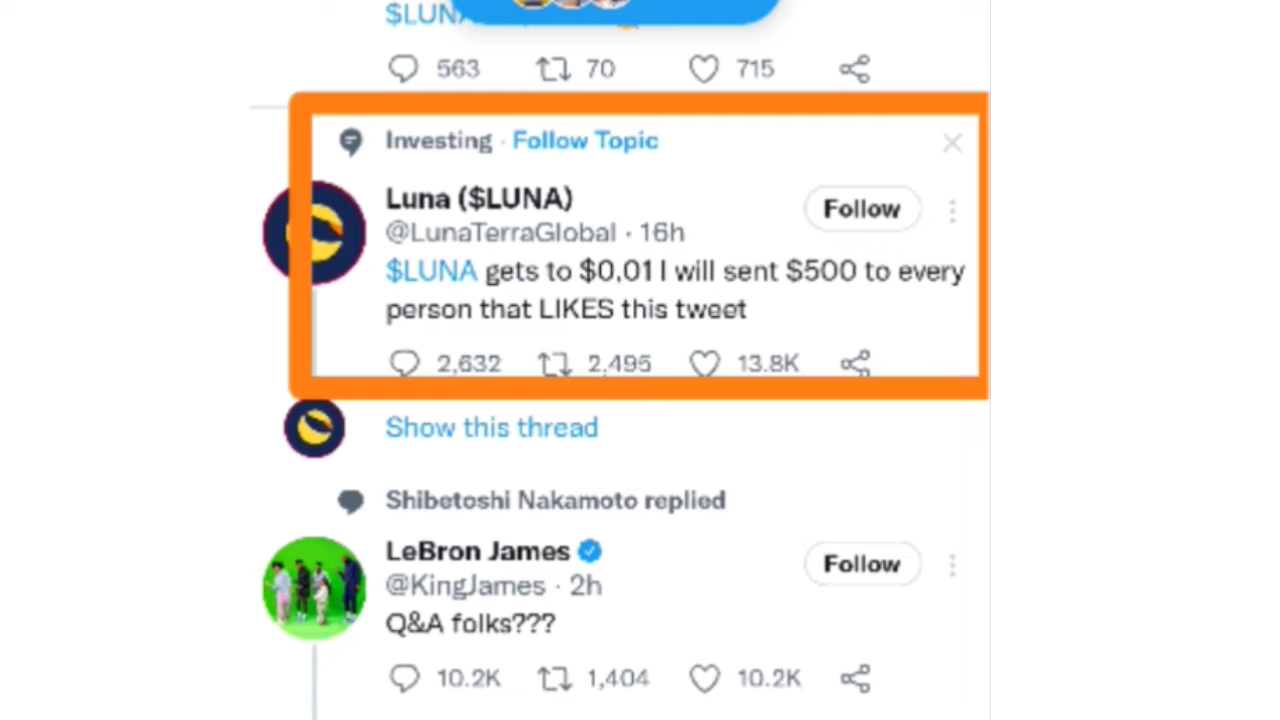 $LUNA
563 70 715
Investing · Follow Topic
Luna ($LUNA)
Follow
@LunaTerraGlobal · 16h
$LUNA gets to $0,01 I will sent $500 to every
person that LIKES this tweet
2,632 2,495 13.8K
Show this thread
Shibetoshi Nakamoto replied
LeBron James
Follow
@KingJames · 2h
Q&A folks???
10.2K 1,404 10.2K